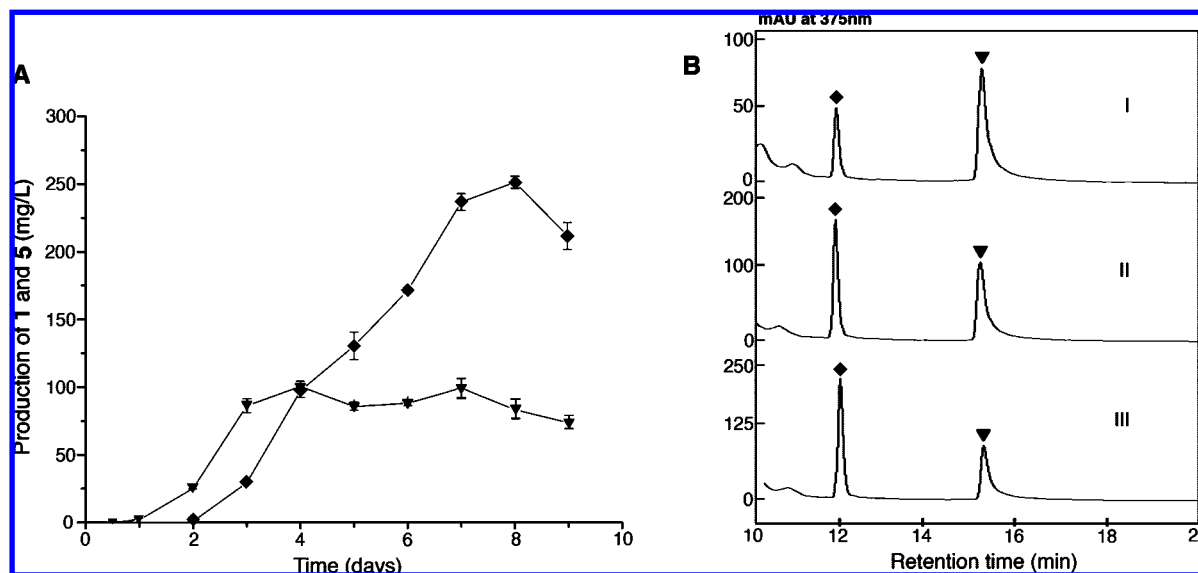 A
300
250
200
150
100
50
0
Production of 1 and 5 (mg/L)
0 2 4 6 8 10
Time (days)
mAU at 375nm
B
100
50
0
I
200
100
0
II
250
125
0
III
10 12 14 16 18 2
Retention time (min)